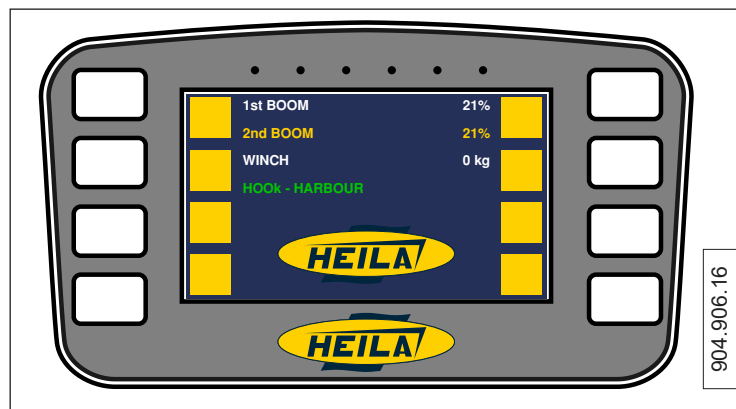 1st BOOM 21%
2nd BOOM 21%
WINCH 0 kg
HOOk - HARBOUR
HEILA
HEILA
904.906.16